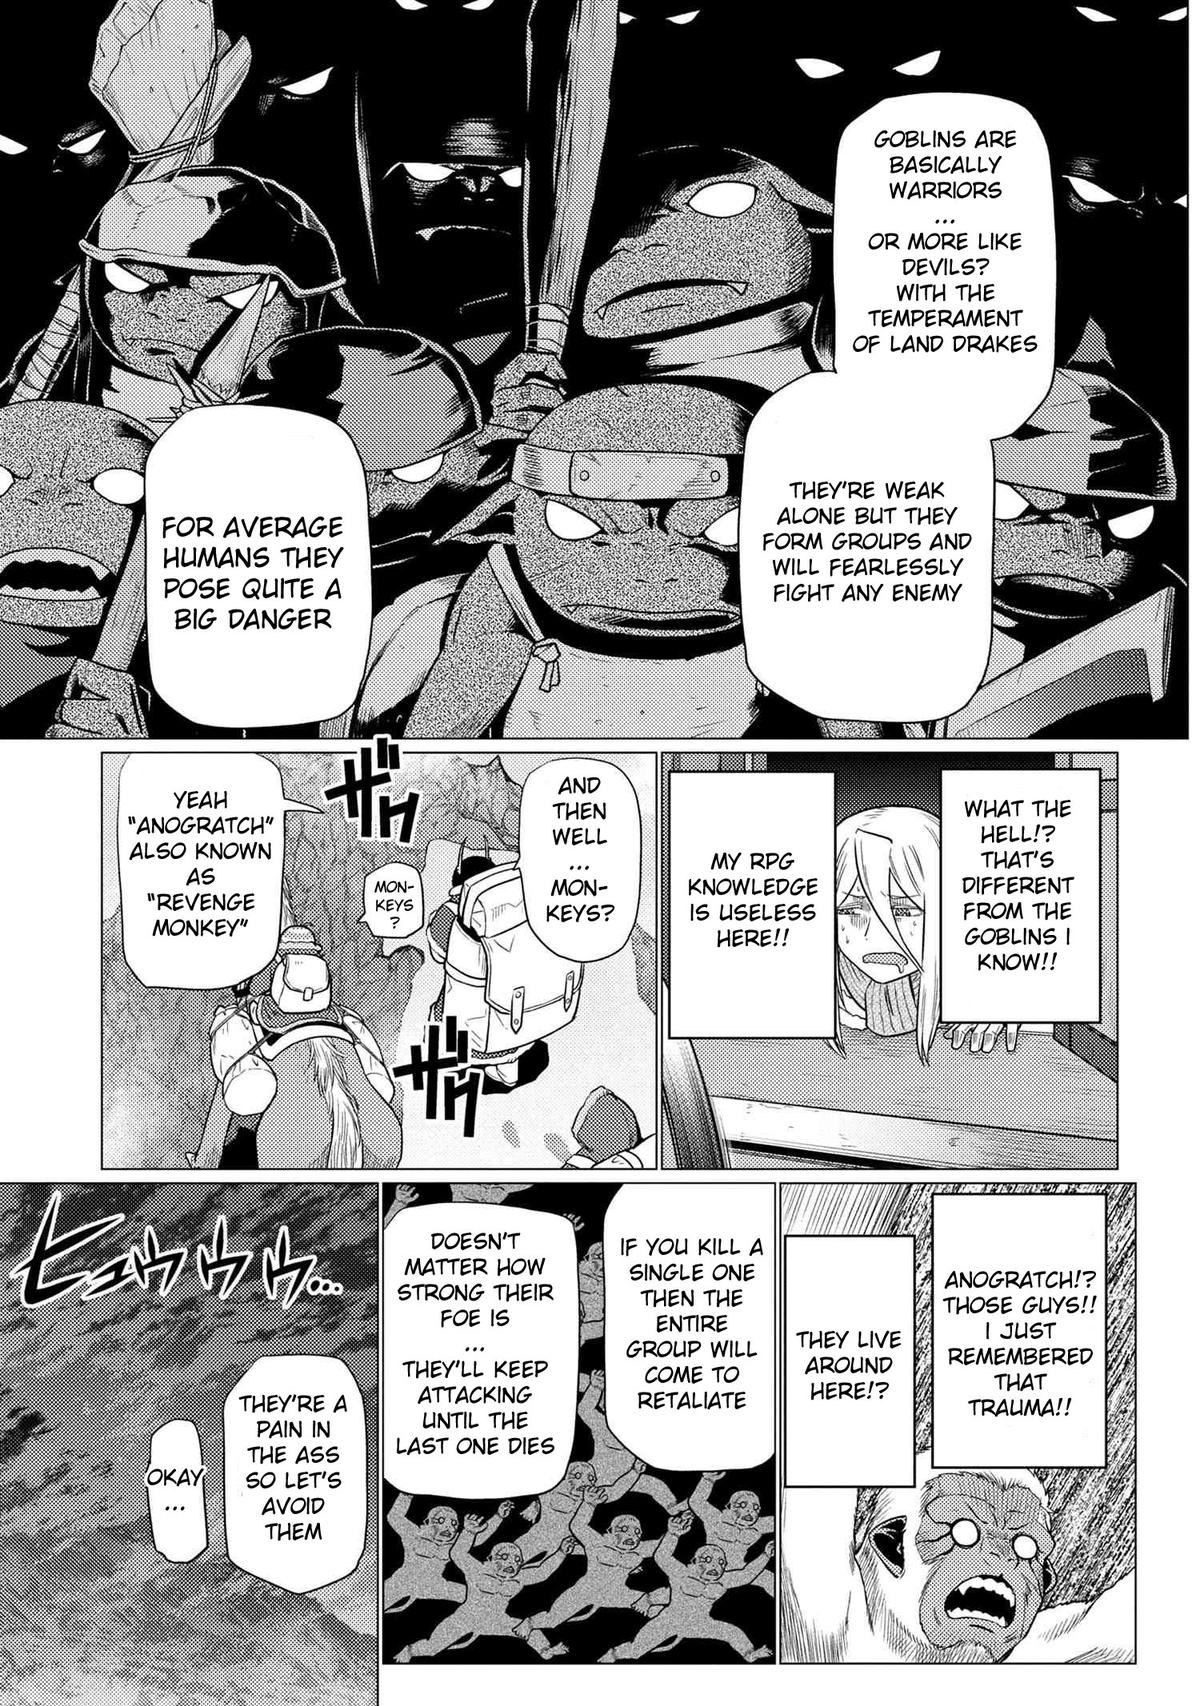 GOBLINS ARE
BASICALLY
WARRIORS
...
OR MORE LIKE
DEVILS?
WITH THE
TEMPERAMENT
OF LAND DRAKES
THEY'RE WEAK
ALONE BUT THEY
FORM GROUPS AND
WILL FEARLESSLY
FIGHT ANY ENEMY
FOR AVERAGE
HUMANS THEY
POSE QUITE A
BIG DANGER
WHAT THE
HELL!?
THAT'S
DIFFERENT
FROM THE
GOBLINS I
KNOW!!
MY RPG
KNOWLEDGE
IS USELESS
HERE!!
AND
THEN
WELL
...
MON-
KEYS?
MON-
KEYS
?
ザッ
ザッ
YEAH
"ANOGRATCH"
ALSO KNOWN
AS
"REVENGE
MONKEY"
ANOGRATCH!?
THOSE GUYS!!
I JUST
REMEMBERED
THAT
TRAUMA!!
THEY LIVE
AROUND
HERE!?
IF YOU KILL A
SINGLE ONE
THEN THE
ENTIRE
GROUP WILL
COME TO
RETALIATE
DOESN'T
MATTER HOW
STRONG THEIR
FOE IS
...
THEY'LL KEEP
ATTACKING
UNTIL THE
LAST ONE DIES
ヒュウウウ...
THEY'RE A
PAIN IN
THE ASS
SO LET'S
AVOID
THEM
OKAY
...